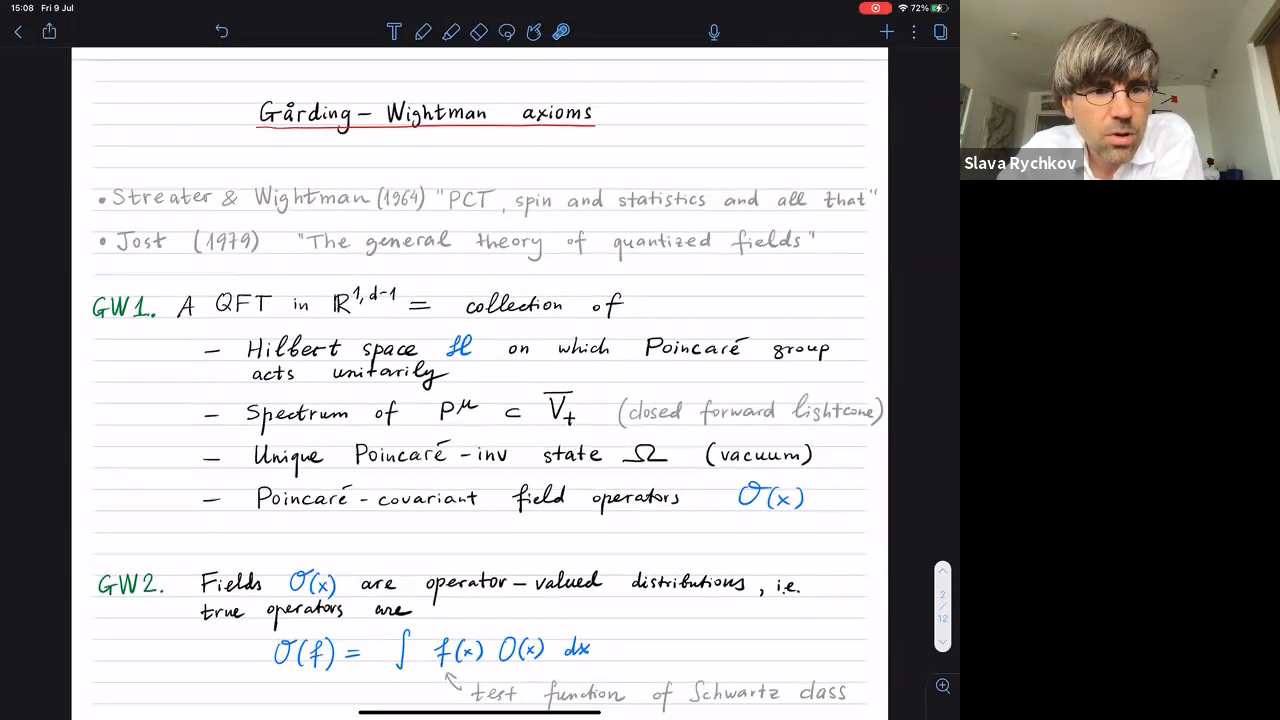 15:08 Fri 9 Jul
72%
Gårding – Wightman axioms
Slava Rychkov
• Streater & Wightman (1964) "PCT, spin and statistics and all that"
• Jost (1979) "The general theory of quantized fields"
GW1. A QFT in ℝ^{1,d-1} = collection of
– Hilbert space ℋ on which Poincaré group
acts unitarily
– Spectrum of P^μ ⊂ V̅₊ (closed forward lightcone)
– Unique Poincaré-inv state Ω (vacuum)
– Poincaré-covariant field operators 𝒪(x)
GW2. Fields 𝒪(x) are operator-valued distributions, i.e.
true operators are
𝒪(f) = ∫ f(x) O(x) dx
test function of Schwartz class
2
/
12